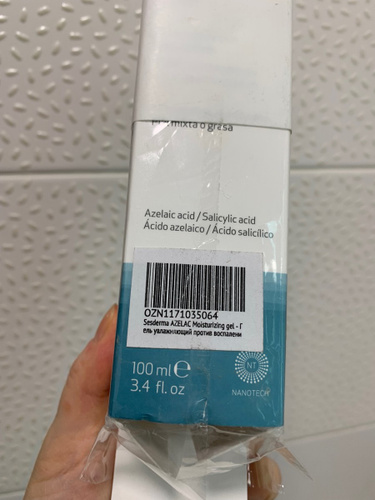 mixta o grasa
Azelaic acid / Salicylic acid
Ácido azelaico / Ácido salicílico
OZN1171035064
Sesderma AZELAC Moisturizing gel - Г
ель увлажняющий против воспалени
100 ml e
3.4 fl. oz
NT
NANOTECH